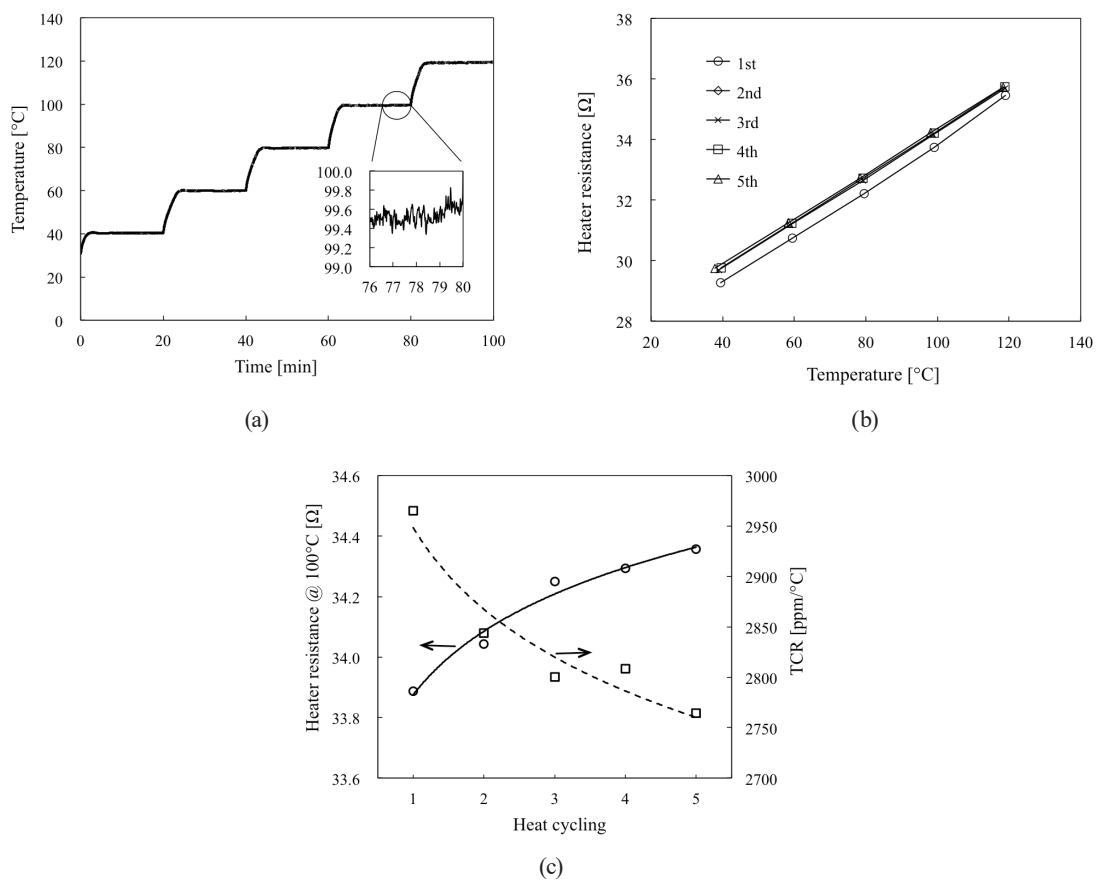 140
120
100
80
60
40
20
0
Temperature [°C]
0 20 40 60 80 100
Time [min]
100.0
99.8
99.6
99.4
99.2
99.0
76 77 78 79 80
(a)
38
36
34
32
30
28
Heater resistance [Ω]
1st
2nd
3rd
4th
5th
20 40 60 80 100 120 140
Temperature [°C]
(b)
34.6
34.4
34.2
34.0
33.8
33.6
Heater resistance @ 100°C [Ω]
3000
2950
2900
2850
2800
2750
2700
TCR [ppm/°C]
1 2 3 4 5
Heat cycling
(c)